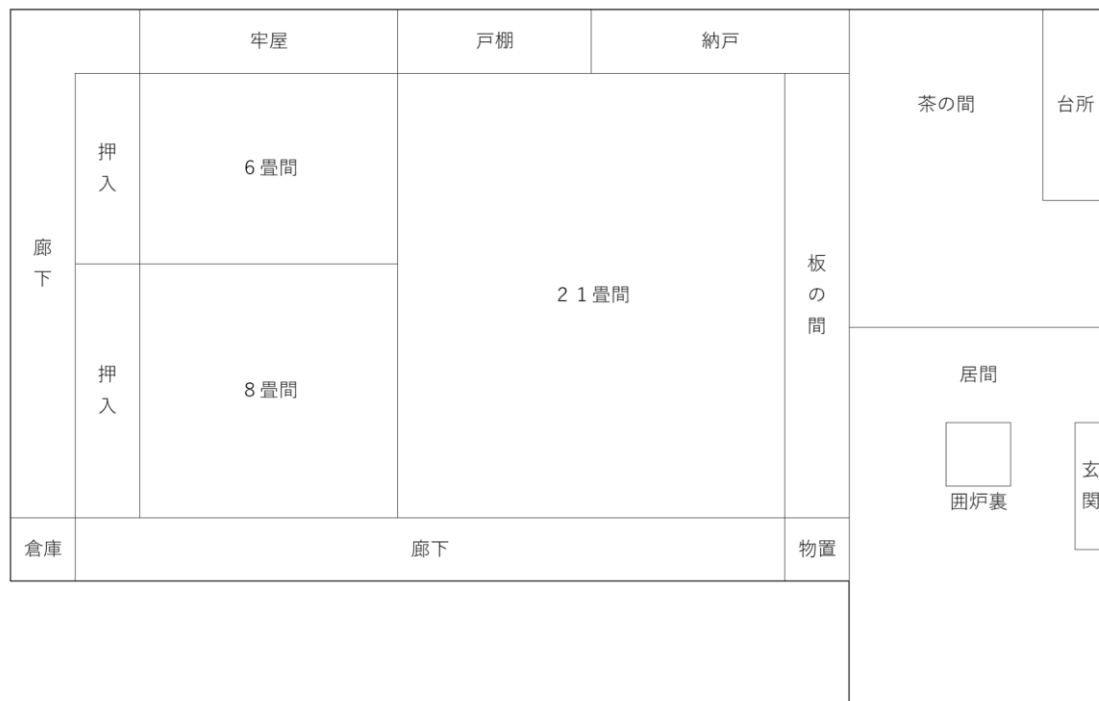 牢屋
戸棚
納戸
茶の間
台所
押入
6畳間
廊下
21畳間
板の間
押入
8畳間
居間
囲炉裏
玄関
倉庫
廊下
物置